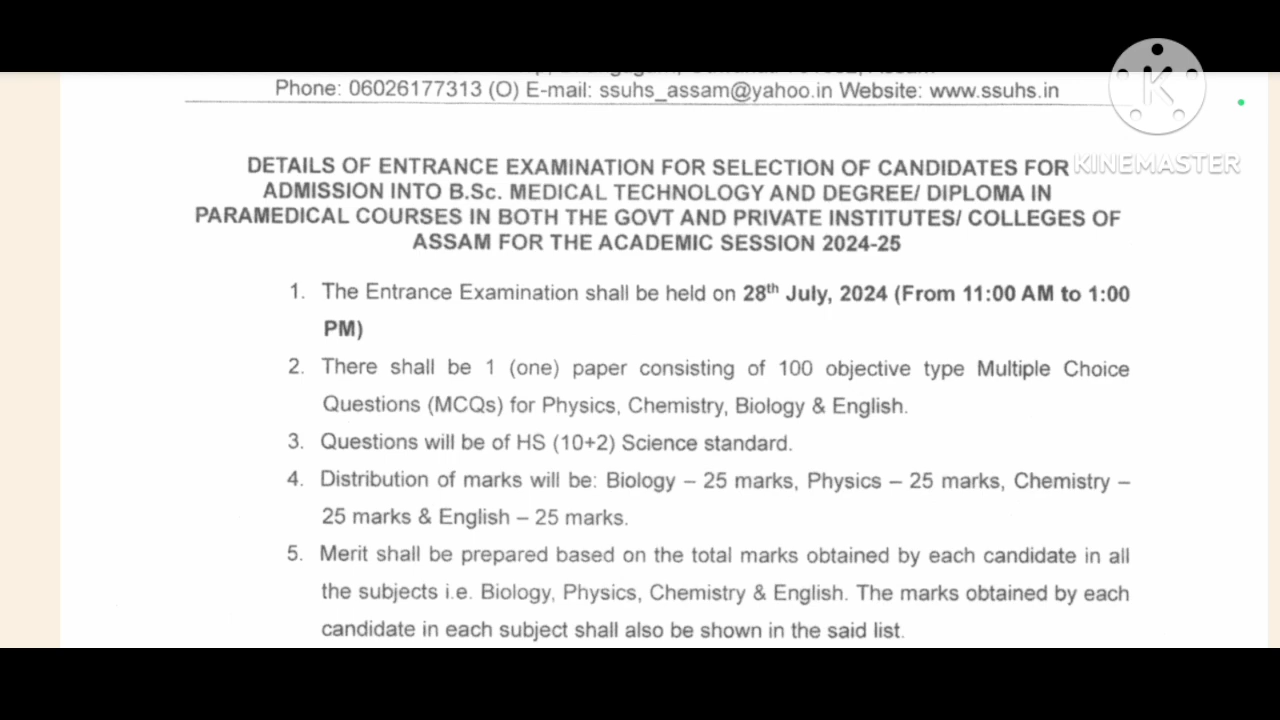 Phone: 06026177313 (O) E-mail: ssuhs_assam@yahoo.in Website: www.ssuhs.in
K
KINEMASTER
DETAILS OF ENTRANCE EXAMINATION FOR SELECTION OF CANDIDATES FOR
ADMISSION INTO B.Sc. MEDICAL TECHNOLOGY AND DEGREE/ DIPLOMA IN
PARAMEDICAL COURSES IN BOTH THE GOVT AND PRIVATE INSTITUTES/ COLLEGES OF
ASSAM FOR THE ACADEMIC SESSION 2024-25
1. The Entrance Examination shall be held on 28th July, 2024 (From 11:00 AM to 1:00
PM)
2. There shall be 1 (one) paper consisting of 100 objective type Multiple Choice
Questions (MCQs) for Physics, Chemistry, Biology & English.
3. Questions will be of HS (10+2) Science standard.
4. Distribution of marks will be: Biology – 25 marks, Physics – 25 marks, Chemistry –
25 marks & English – 25 marks.
5. Merit shall be prepared based on the total marks obtained by each candidate in all
the subjects i.e. Biology, Physics, Chemistry & English. The marks obtained by each
candidate in each subject shall also be shown in the said list.